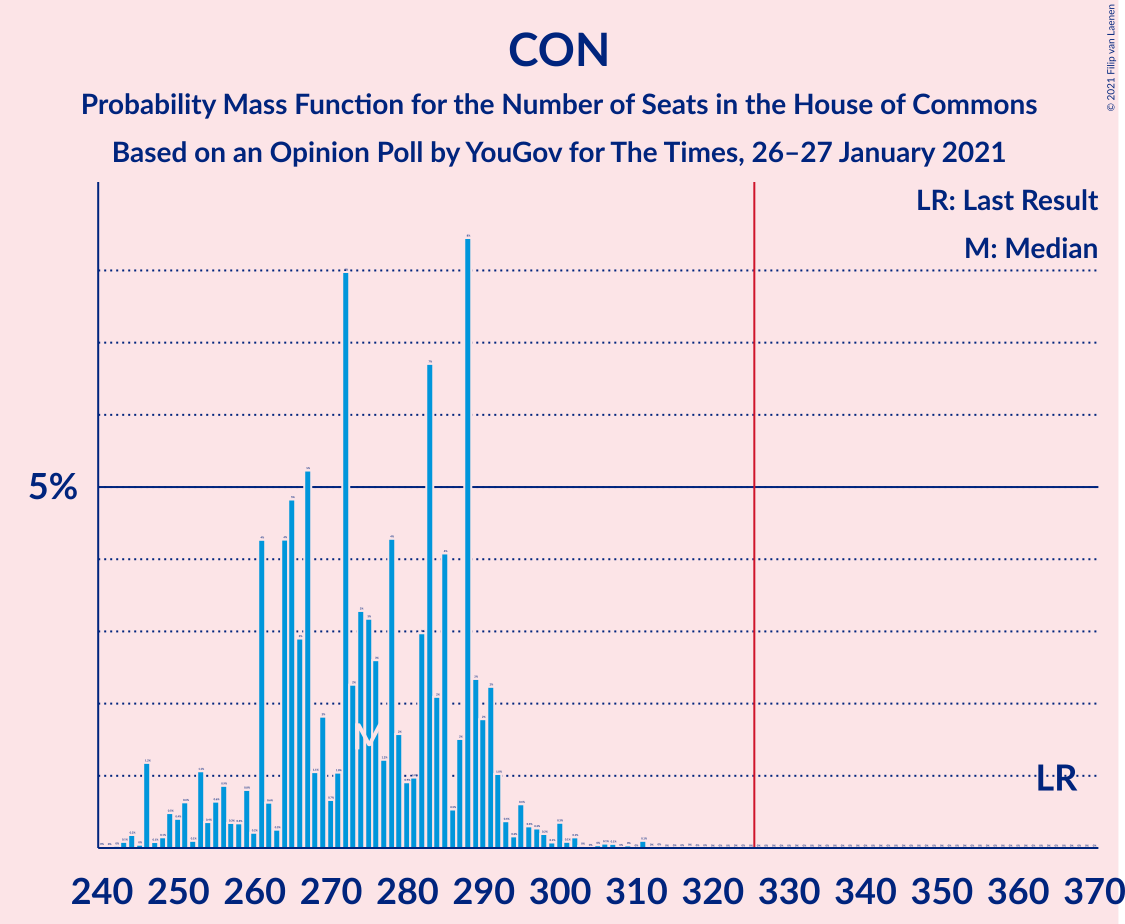 CON
Probability Mass Function for the Number of Seats in the House of Commons
Based on an Opinion Poll by YouGov for The Times, 26–27 January 2021
© 2021 Filip van Laenen
LR: Last Result
M: Median
5%
M
LR
240 250 260 270 280 290 300 310 320 330 340 350 360 370